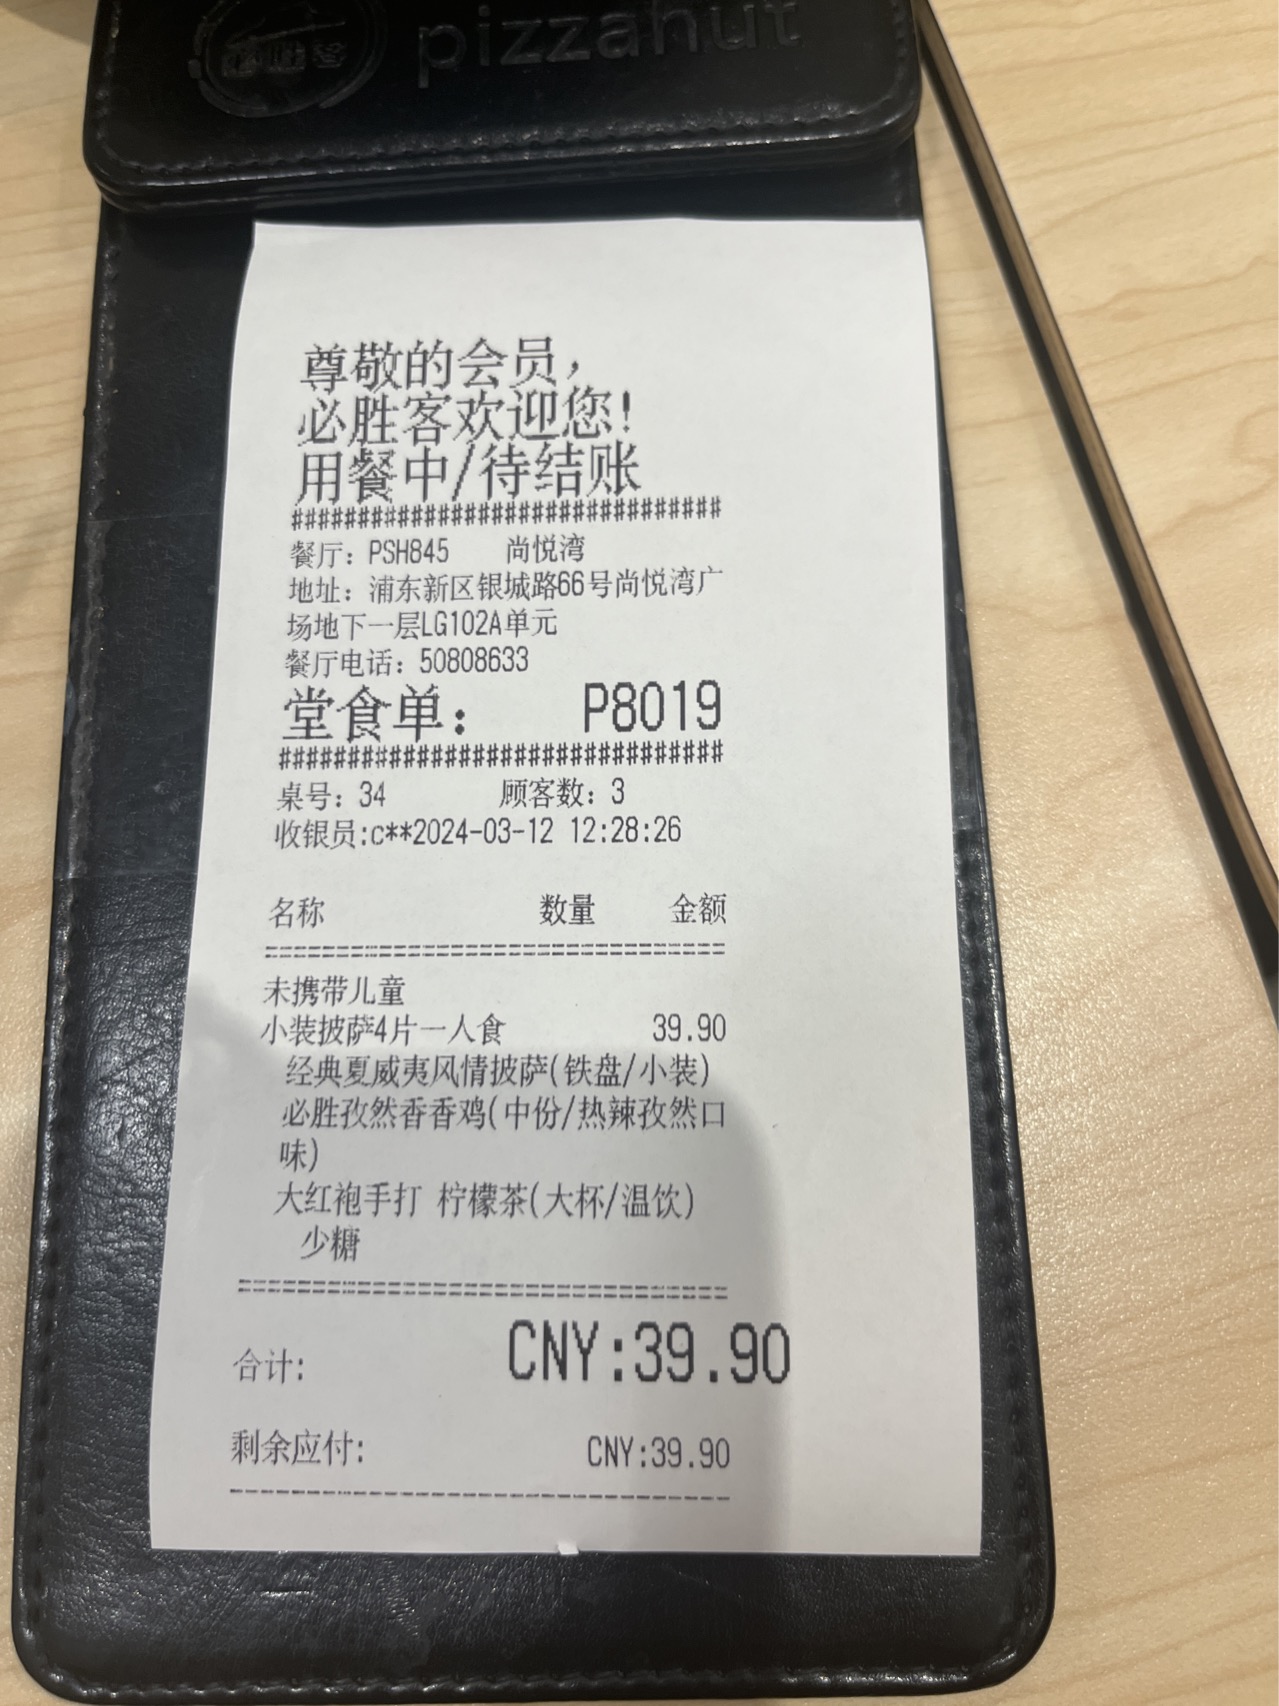 必胜客 pizzahut
尊敬的会员,
必胜客欢迎您!
用餐中/待结账
################################
餐厅: PSH845 尚悦湾
地址: 浦东新区银城路66号尚悦湾广
场地下一层LG102A单元
餐厅电话: 50808633
堂食单: P8019
################################
桌号: 34 顾客数: 3
收银员:c**2024-03-12 12:28:26
名称 数量 金额
================================
未携带儿童
小装披萨4片一人食 39.90
经典夏威夷风情披萨(铁盘/小装)
必胜孜然香香鸡(中份/热辣孜然口
味)
大红袍手打 柠檬茶(大杯/温饮)
少糖
================================
合计: CNY:39.90
剩余应付: CNY:39.90
--------------------------------